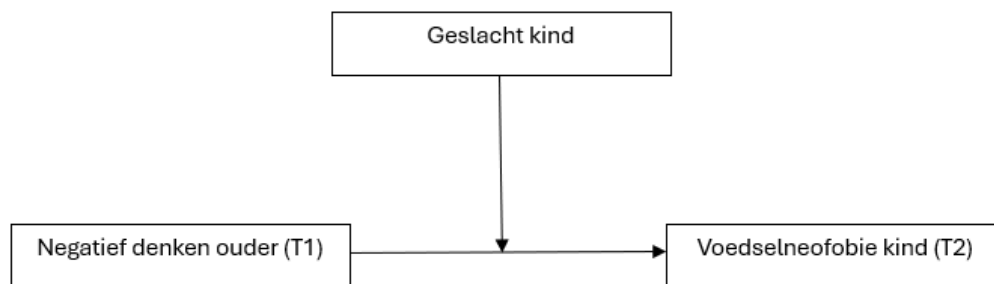 Geslacht kind
Negatief denken ouder (T1)
Voedselneofobie kind (T2)